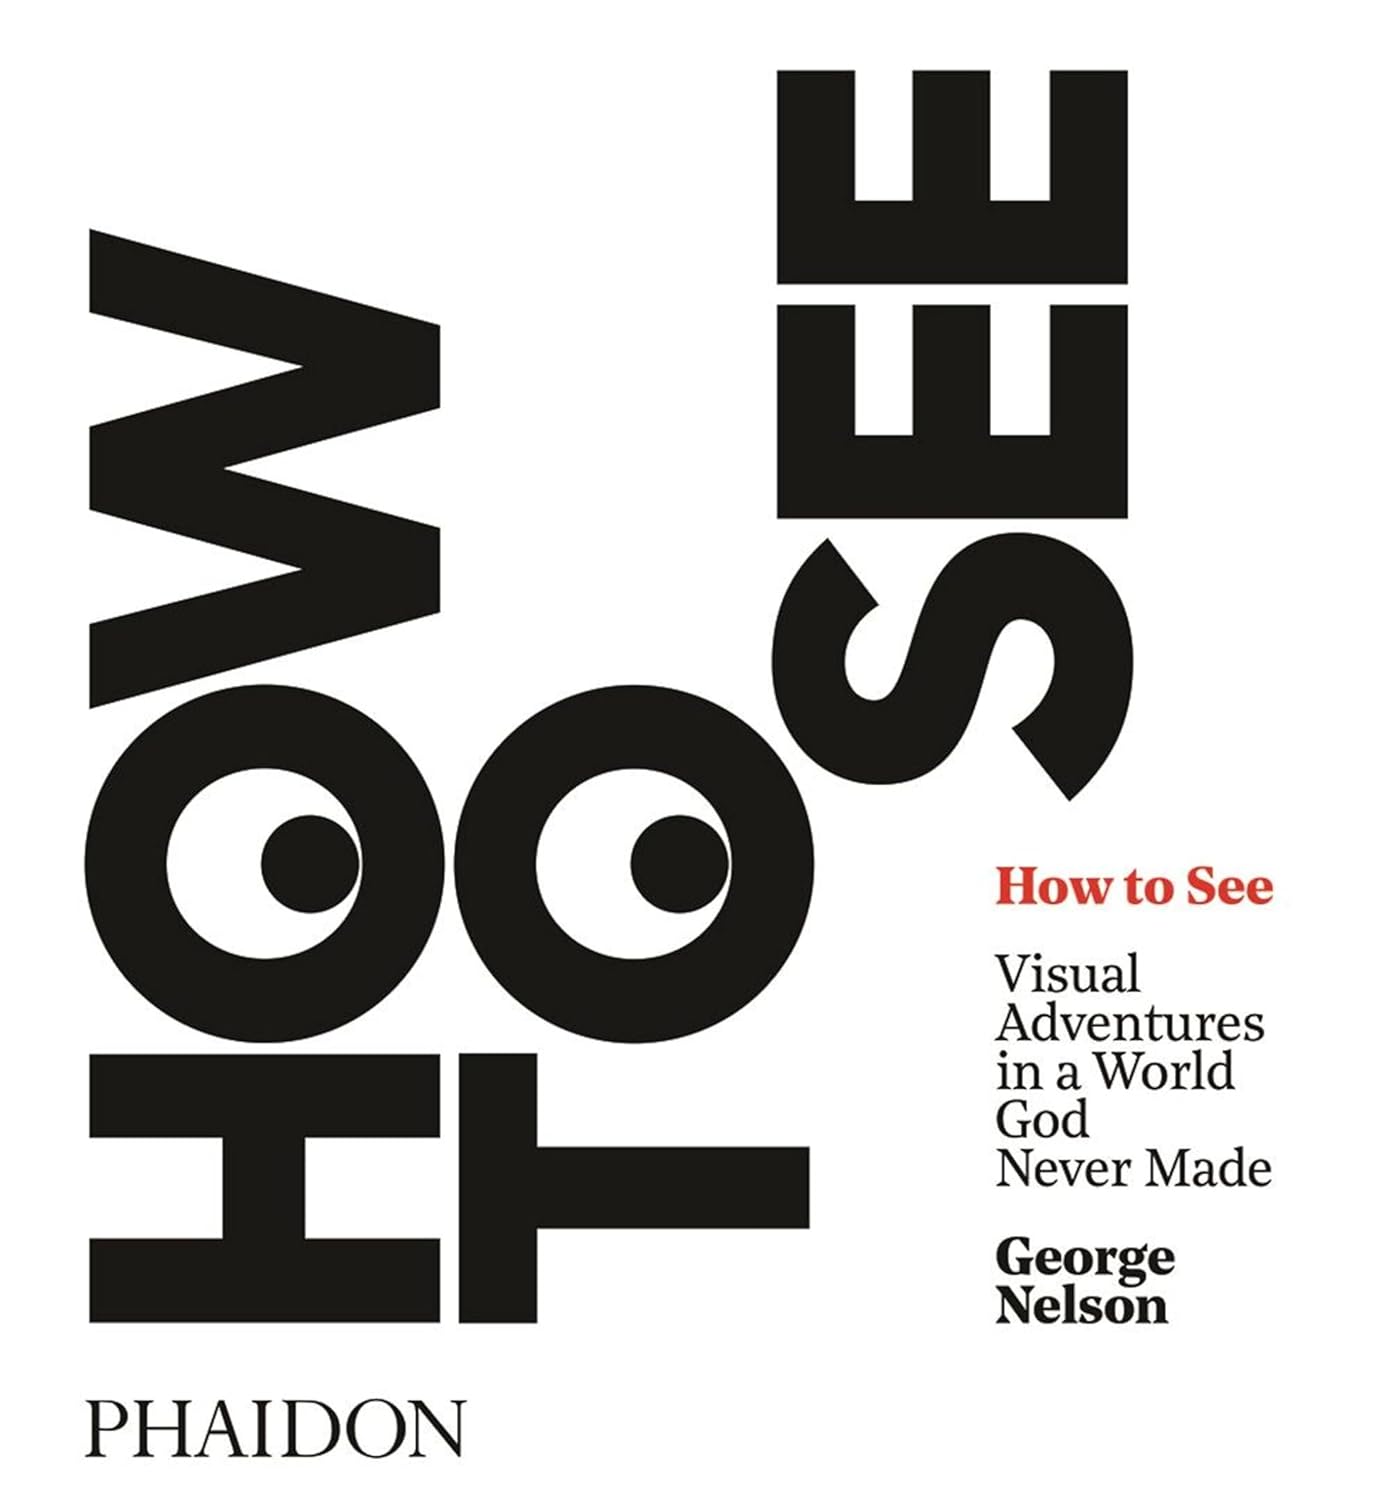 HOW
TO
SEE
How to See
Visual
Adventures
in a World
God
Never Made
George
Nelson
PHAIDON